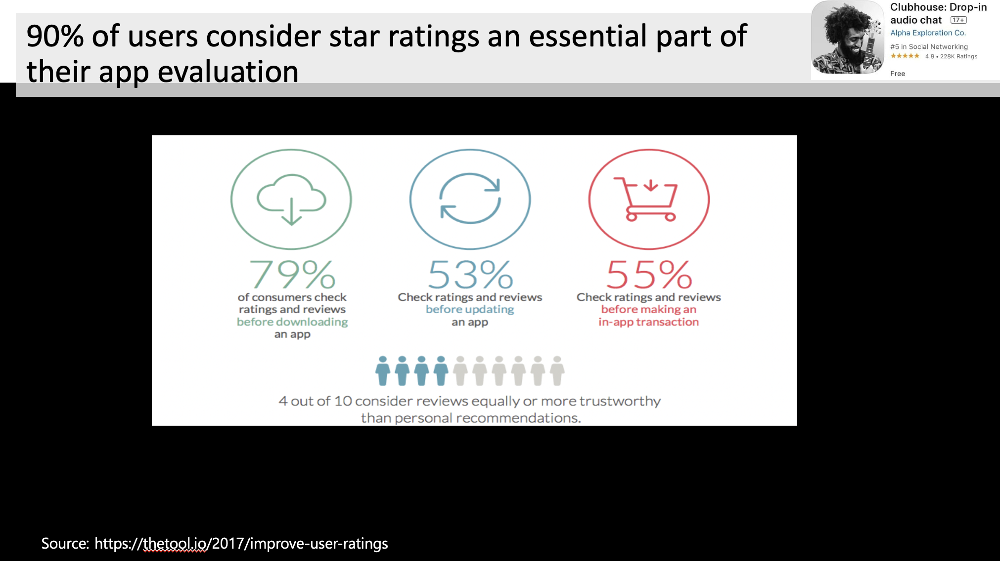 90% of users consider star ratings an essential part of
their app evaluation
Clubhouse: Drop-in
audio chat 17+
Alpha Exploration Co.
#5 in Social Networking
★★★★★ 4.9 • 228K Ratings
Free
79%
of consumers check
ratings and reviews
before downloading
an app
53%
Check ratings and reviews
before updating
an app
55%
Check ratings and reviews
before making an
in-app transaction
4 out of 10 consider reviews equally or more trustworthy
than personal recommendations.
Source: https://thetool.io/2017/improve-user-ratings